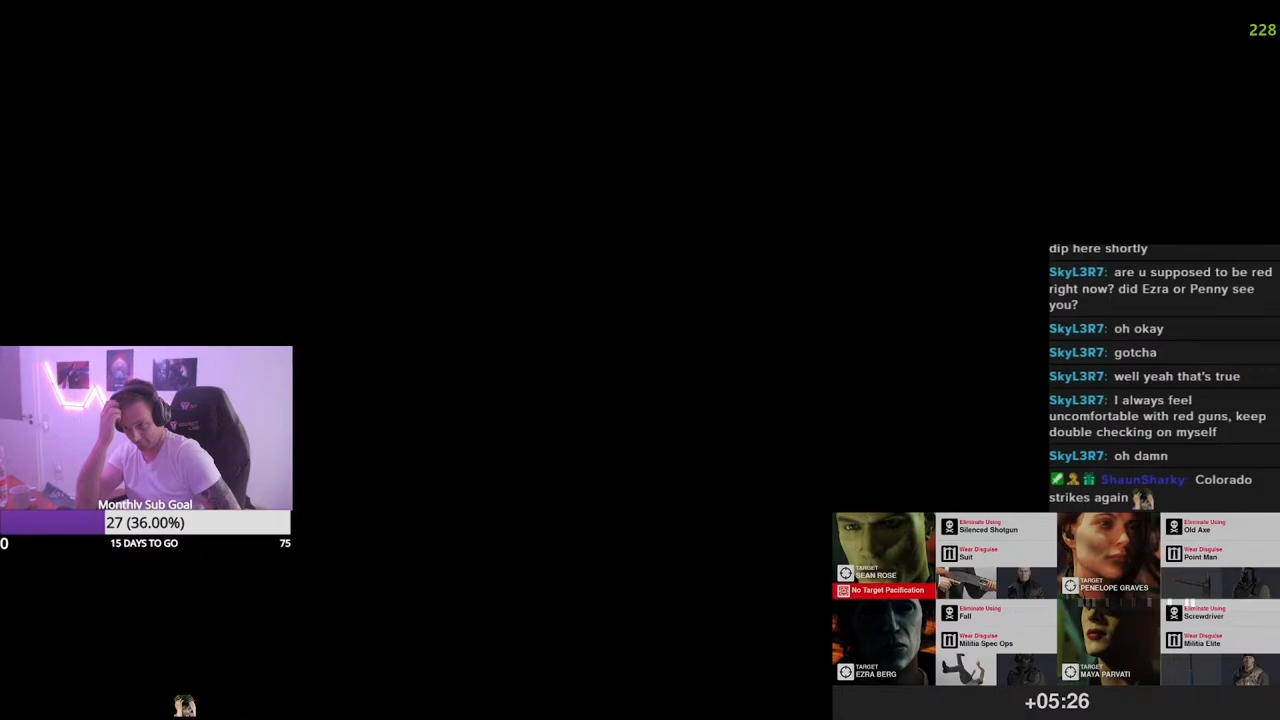 228
dip here shortly
SkyL3R7: are u supposed to be red
right now? did Ezra or Penny see
you?
SkyL3R7: oh okay
SkyL3R7: gotcha
SkyL3R7: well yeah that's true
SkyL3R7: I always feel
uncomfortable with red guns, keep
double checking on myself
SkyL3R7: oh damn
ShaunSharky: Colorado
strikes again
Monthly Sub Goal
27 (36.00%)
0
15 DAYS TO GO
75
Eliminate Using
Silenced Shotgun
Wear Disguise
Suit
TARGET
SEAN ROSE
No Target Pacification
Eliminate Using
Old Axe
Wear Disguise
Point Man
TARGET
PENELOPE GRAVES
Eliminate Using
Fall
Wear Disguise
Militia Spec Ops
TARGET
EZRA BERG
Eliminate Using
Screwdriver
Wear Disguise
Militia Elite
TARGET
MAYA PARVATI
+05:26